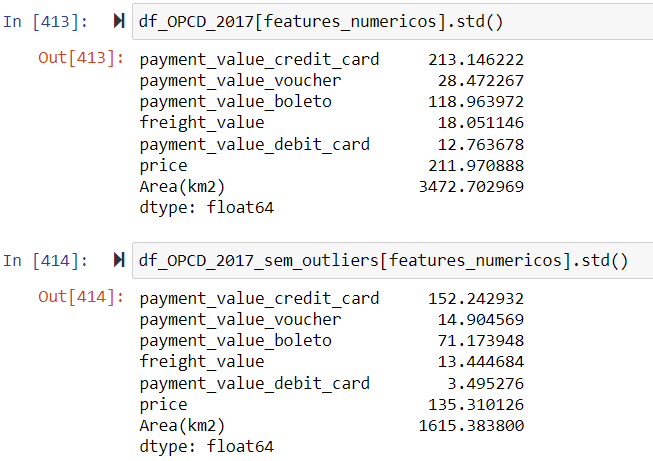 In [413]: df_OPCD_2017[features_numericos].std()
Out[413]: payment_value_credit_card 213.146222
payment_value_voucher 28.472267
payment_value_boleto 118.963972
freight_value 18.051146
payment_value_debit_card 12.763678
price 211.970888
Area(km2) 3472.702969
dtype: float64
In [414]: df_OPCD_2017_sem_outliers[features_numericos].std()
Out[414]: payment_value_credit_card 152.242932
payment_value_voucher 14.904569
payment_value_boleto 71.173948
freight_value 13.444684
payment_value_debit_card 3.495276
price 135.310126
Area(km2) 1615.383800
dtype: float64